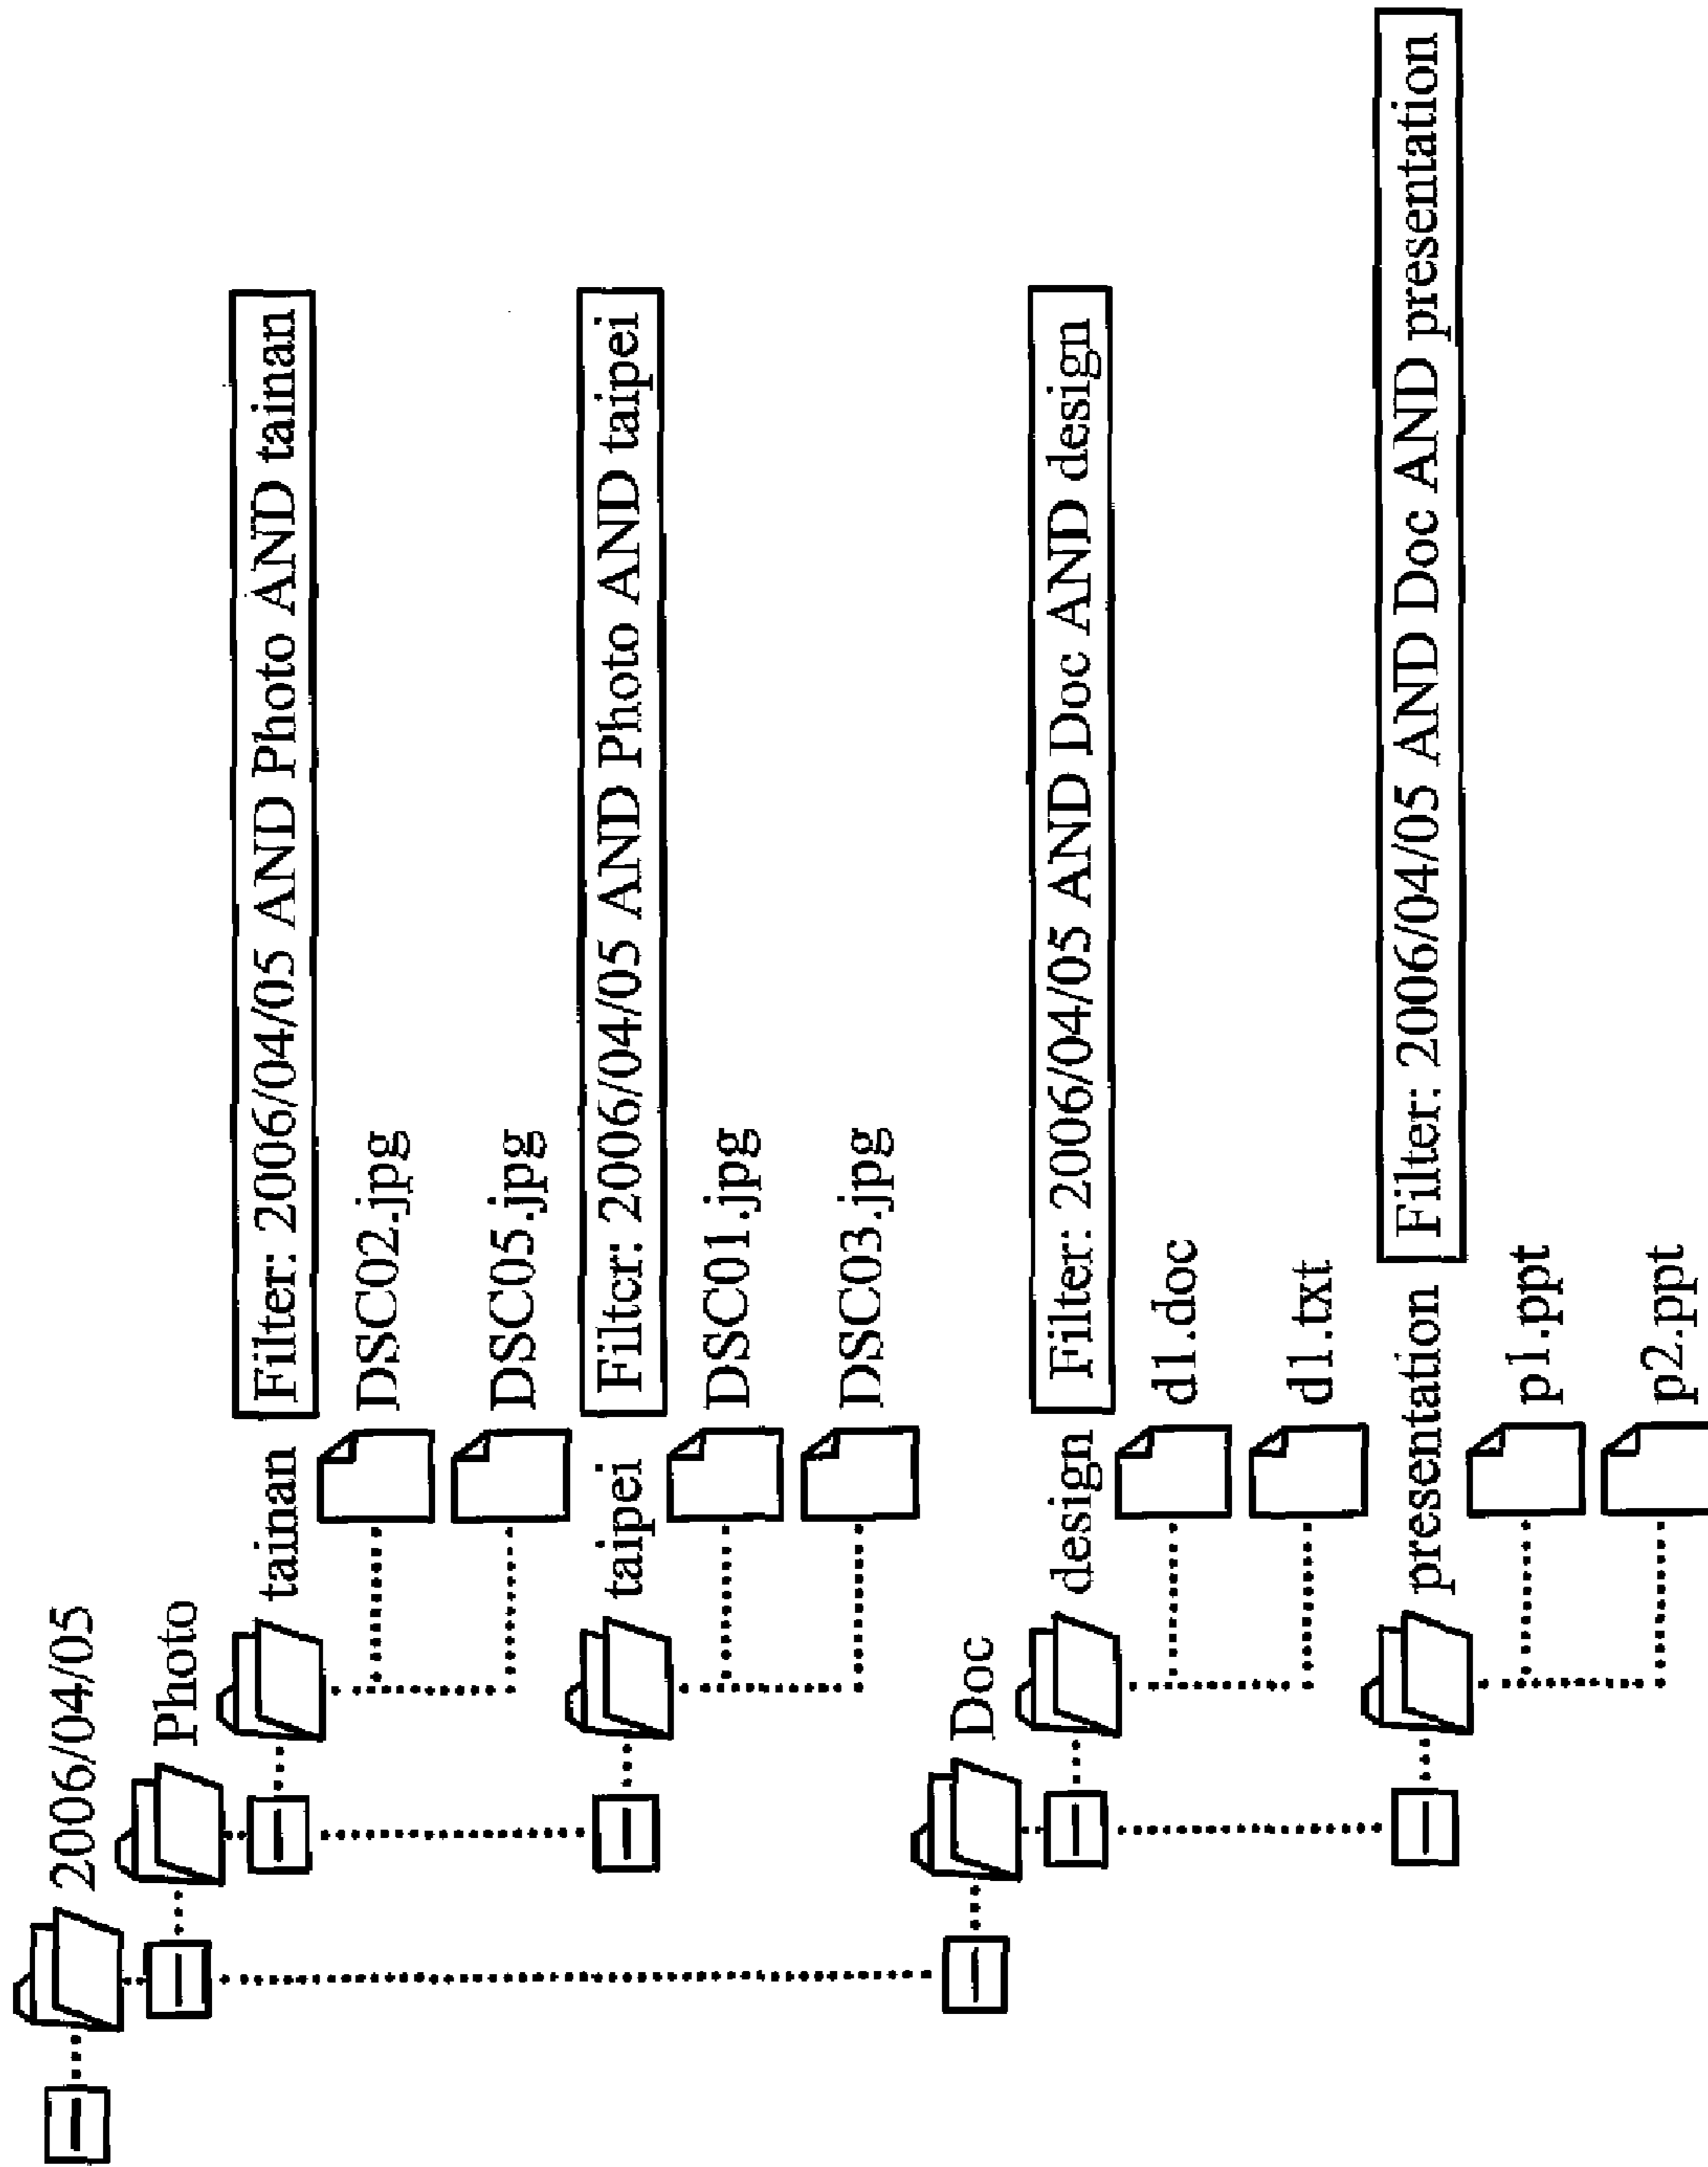 2006/04/05
Photo
tainan Filter: 2006/04/05 AND Photo AND tainan
DSC02.jpg
DSC05.jpg
taipei Filter: 2006/04/05 AND Photo AND taipei
DSC01.jpg
DSC03.jpg
Doc
design Filter: 2006/04/05 AND Doc AND design
d1.doc
d1.txt
presentation Filter: 2006/04/05 AND Doc AND presentation
p1.ppt
p2.ppt